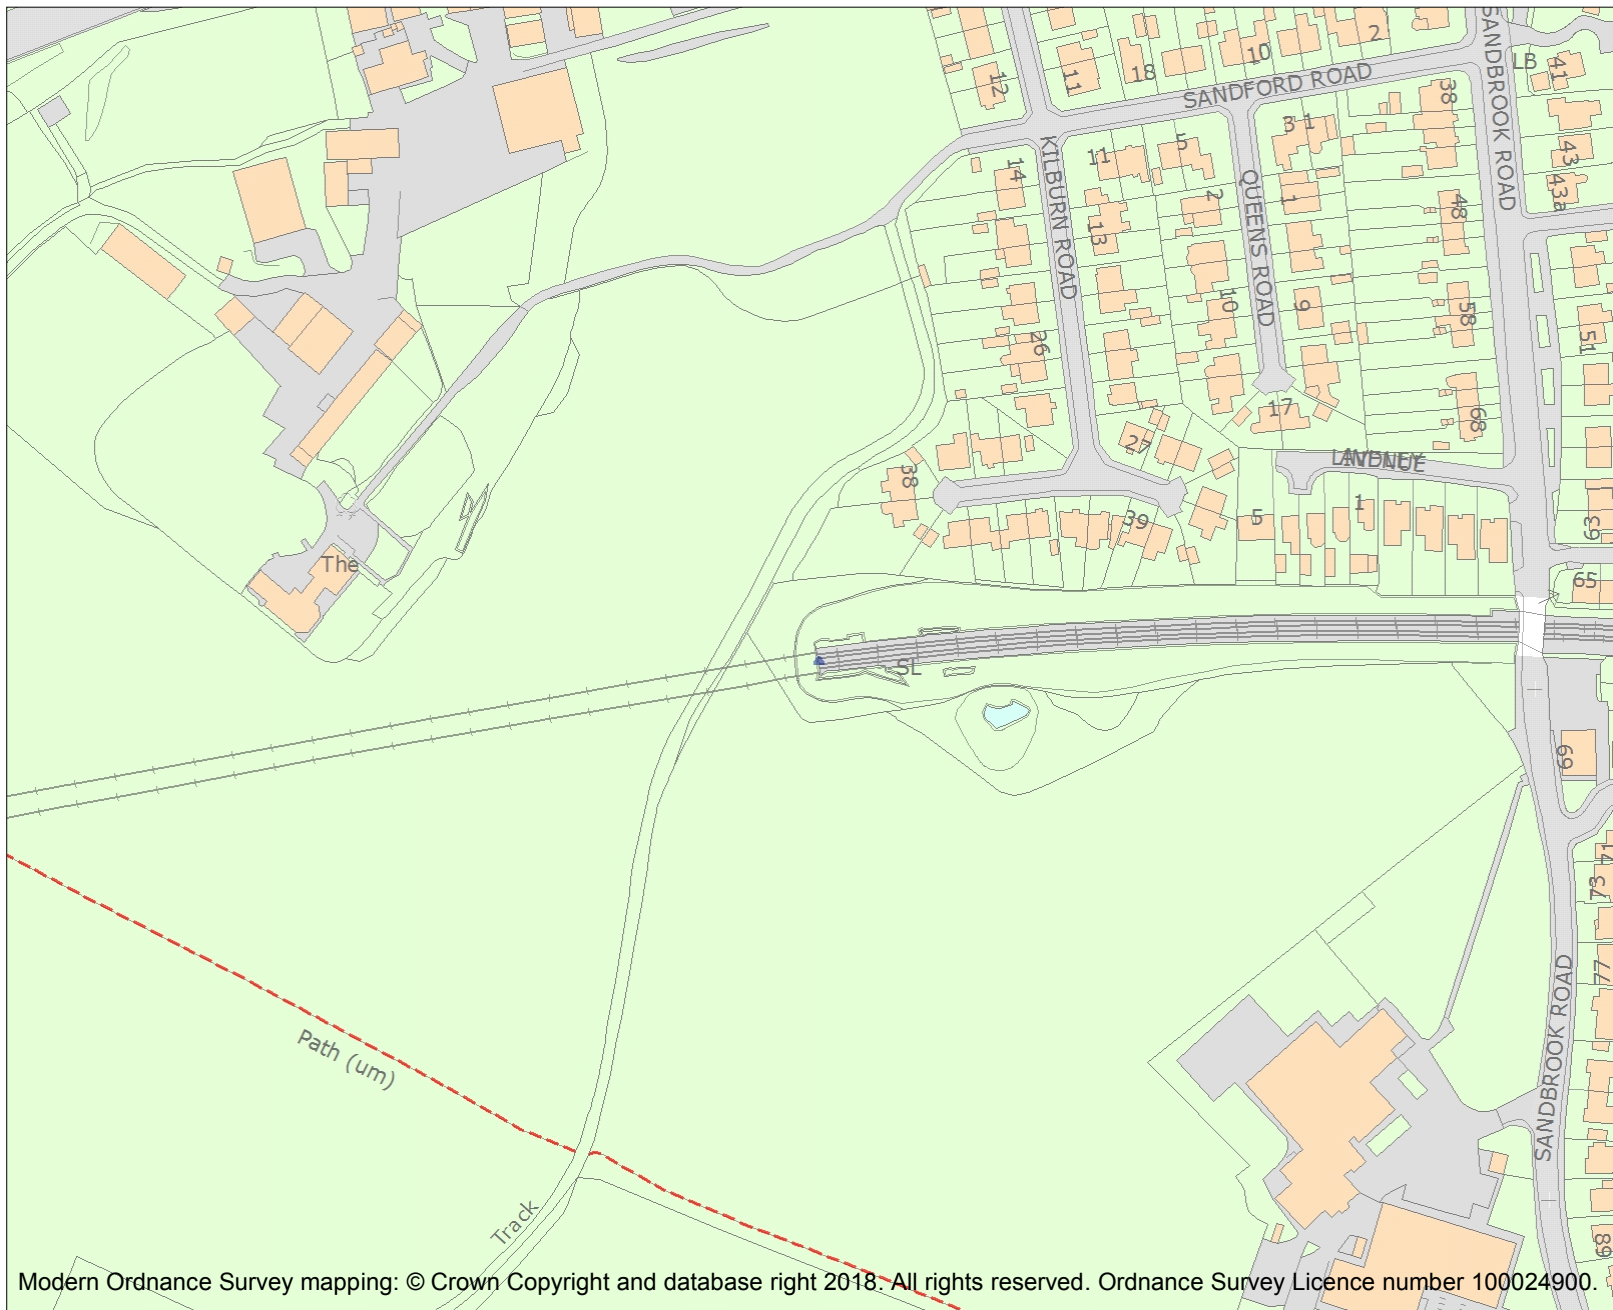 SANDBROOK ROAD
2
10
18
11
12
LB
41
SANDFORD ROAD
38
3 1
5
11
14
KILBURN ROAD
QUEENS ROAD
43
43a
2
1
48
13
10
9
58
26
51
17
68
27
38
1
5
39
63
The
65
SL
69
71
73
77
SANDBROOK ROAD
Path (um)
Track
89
Modern Ordnance Survey mapping: © Crown Copyright and database right 2018. All rights reserved. Ordnance Survey Licence number 100024900.